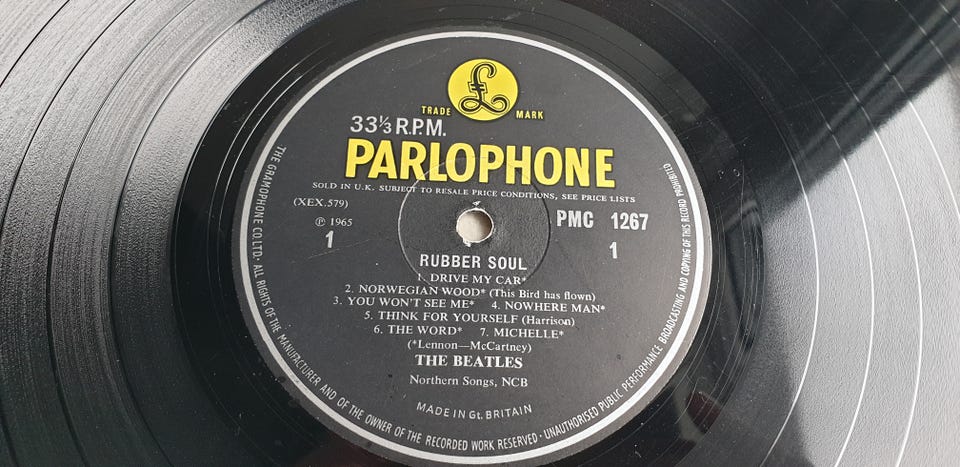 £
TRADE MARK
33⅓ R.P.M.
PARLOPHONE
SOLD IN U.K. SUBJECT TO RESALE PRICE CONDITIONS, SEE PRICE LISTS
(XEX.579)
℗ 1965
1
PMC 1267
1
RUBBER SOUL
1. DRIVE MY CAR*
2. NORWEGIAN WOOD* (This Bird has flown)
3. YOU WON'T SEE ME* 4. NOWHERE MAN*
5. THINK FOR YOURSELF (Harrison)
6. THE WORD* 7. MICHELLE*
(*Lennon—McCartney)
THE BEATLES
Northern Songs, NCB
MADE IN Gt. BRITAIN
THE GRAMOPHONE CO. LTD. · ALL RIGHTS OF THE MANUFACTURER AND OF THE OWNER OF THE RECORDED WORK RESERVED · UNAUTHORISED PUBLIC PERFORMANCE BROADCASTING AND COPYING OF THIS RECORD PROHIBITED